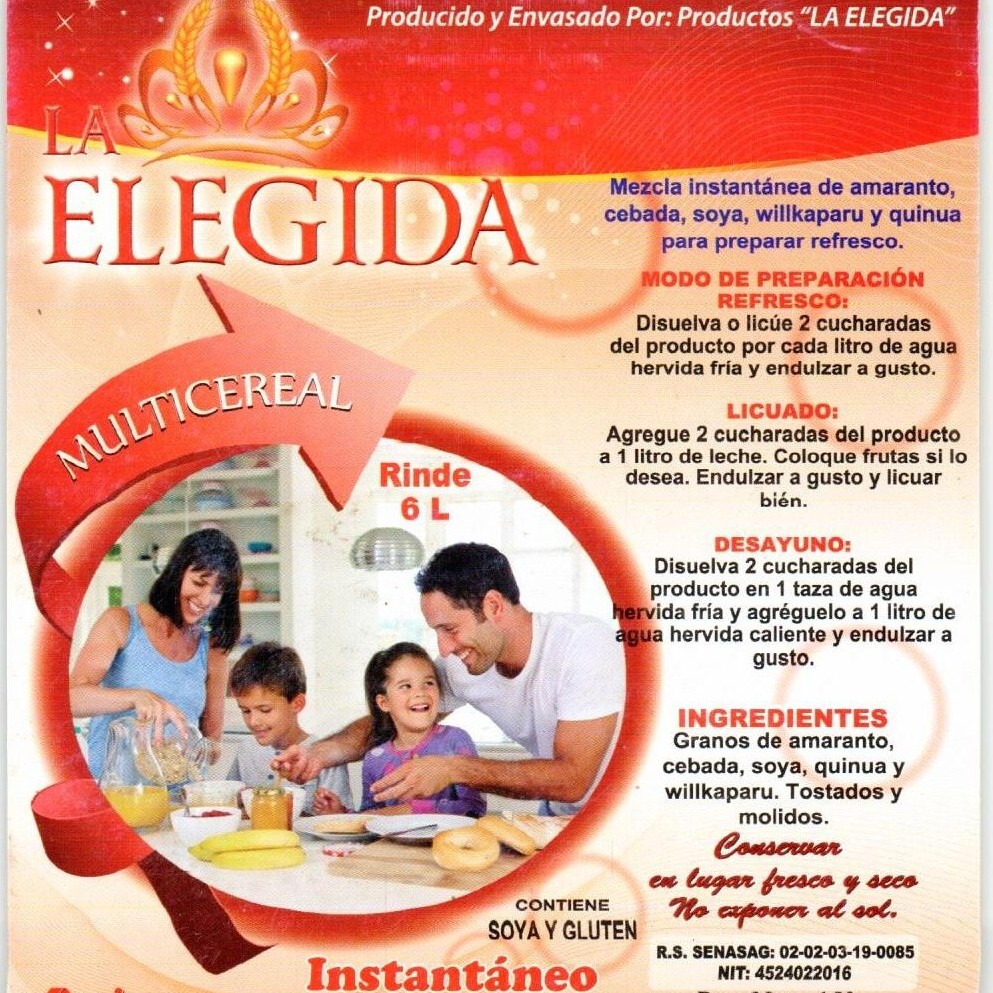 Producido y Envasado Por: Productos “LA ELEGIDA”
LA
ELEGIDA
MULTICEREAL
Rinde
6 L
Mezcla instantánea de amaranto,
cebada, soya, willkaparu y quinua
para preparar refresco.
MODO DE PREPARACIÓN
REFRESCO:
Disuelva o licúe 2 cucharadas
del producto por cada litro de agua
hervida fría y endulzar a gusto.
LICUADO:
Agregue 2 cucharadas del producto
a 1 litro de leche. Coloque frutas si lo
desea. Endulzar a gusto y licuar
bién.
DESAYUNO:
Disuelva 2 cucharadas del
producto en 1 taza de agua
hervida fría y agréguelo a 1 litro de
agua hervida caliente y endulzar a
gusto.
INGREDIENTES
Granos de amaranto,
cebada, soya, quinua y
willkaparu. Tostados y
molidos.
Conservar
en lugar fresco y seco
No exponer al sol.
CONTIENE
SOYA Y GLUTEN
R.S. SENASAG: 02-02-03-19-0085
NIT: 4524022016
Instantáneo